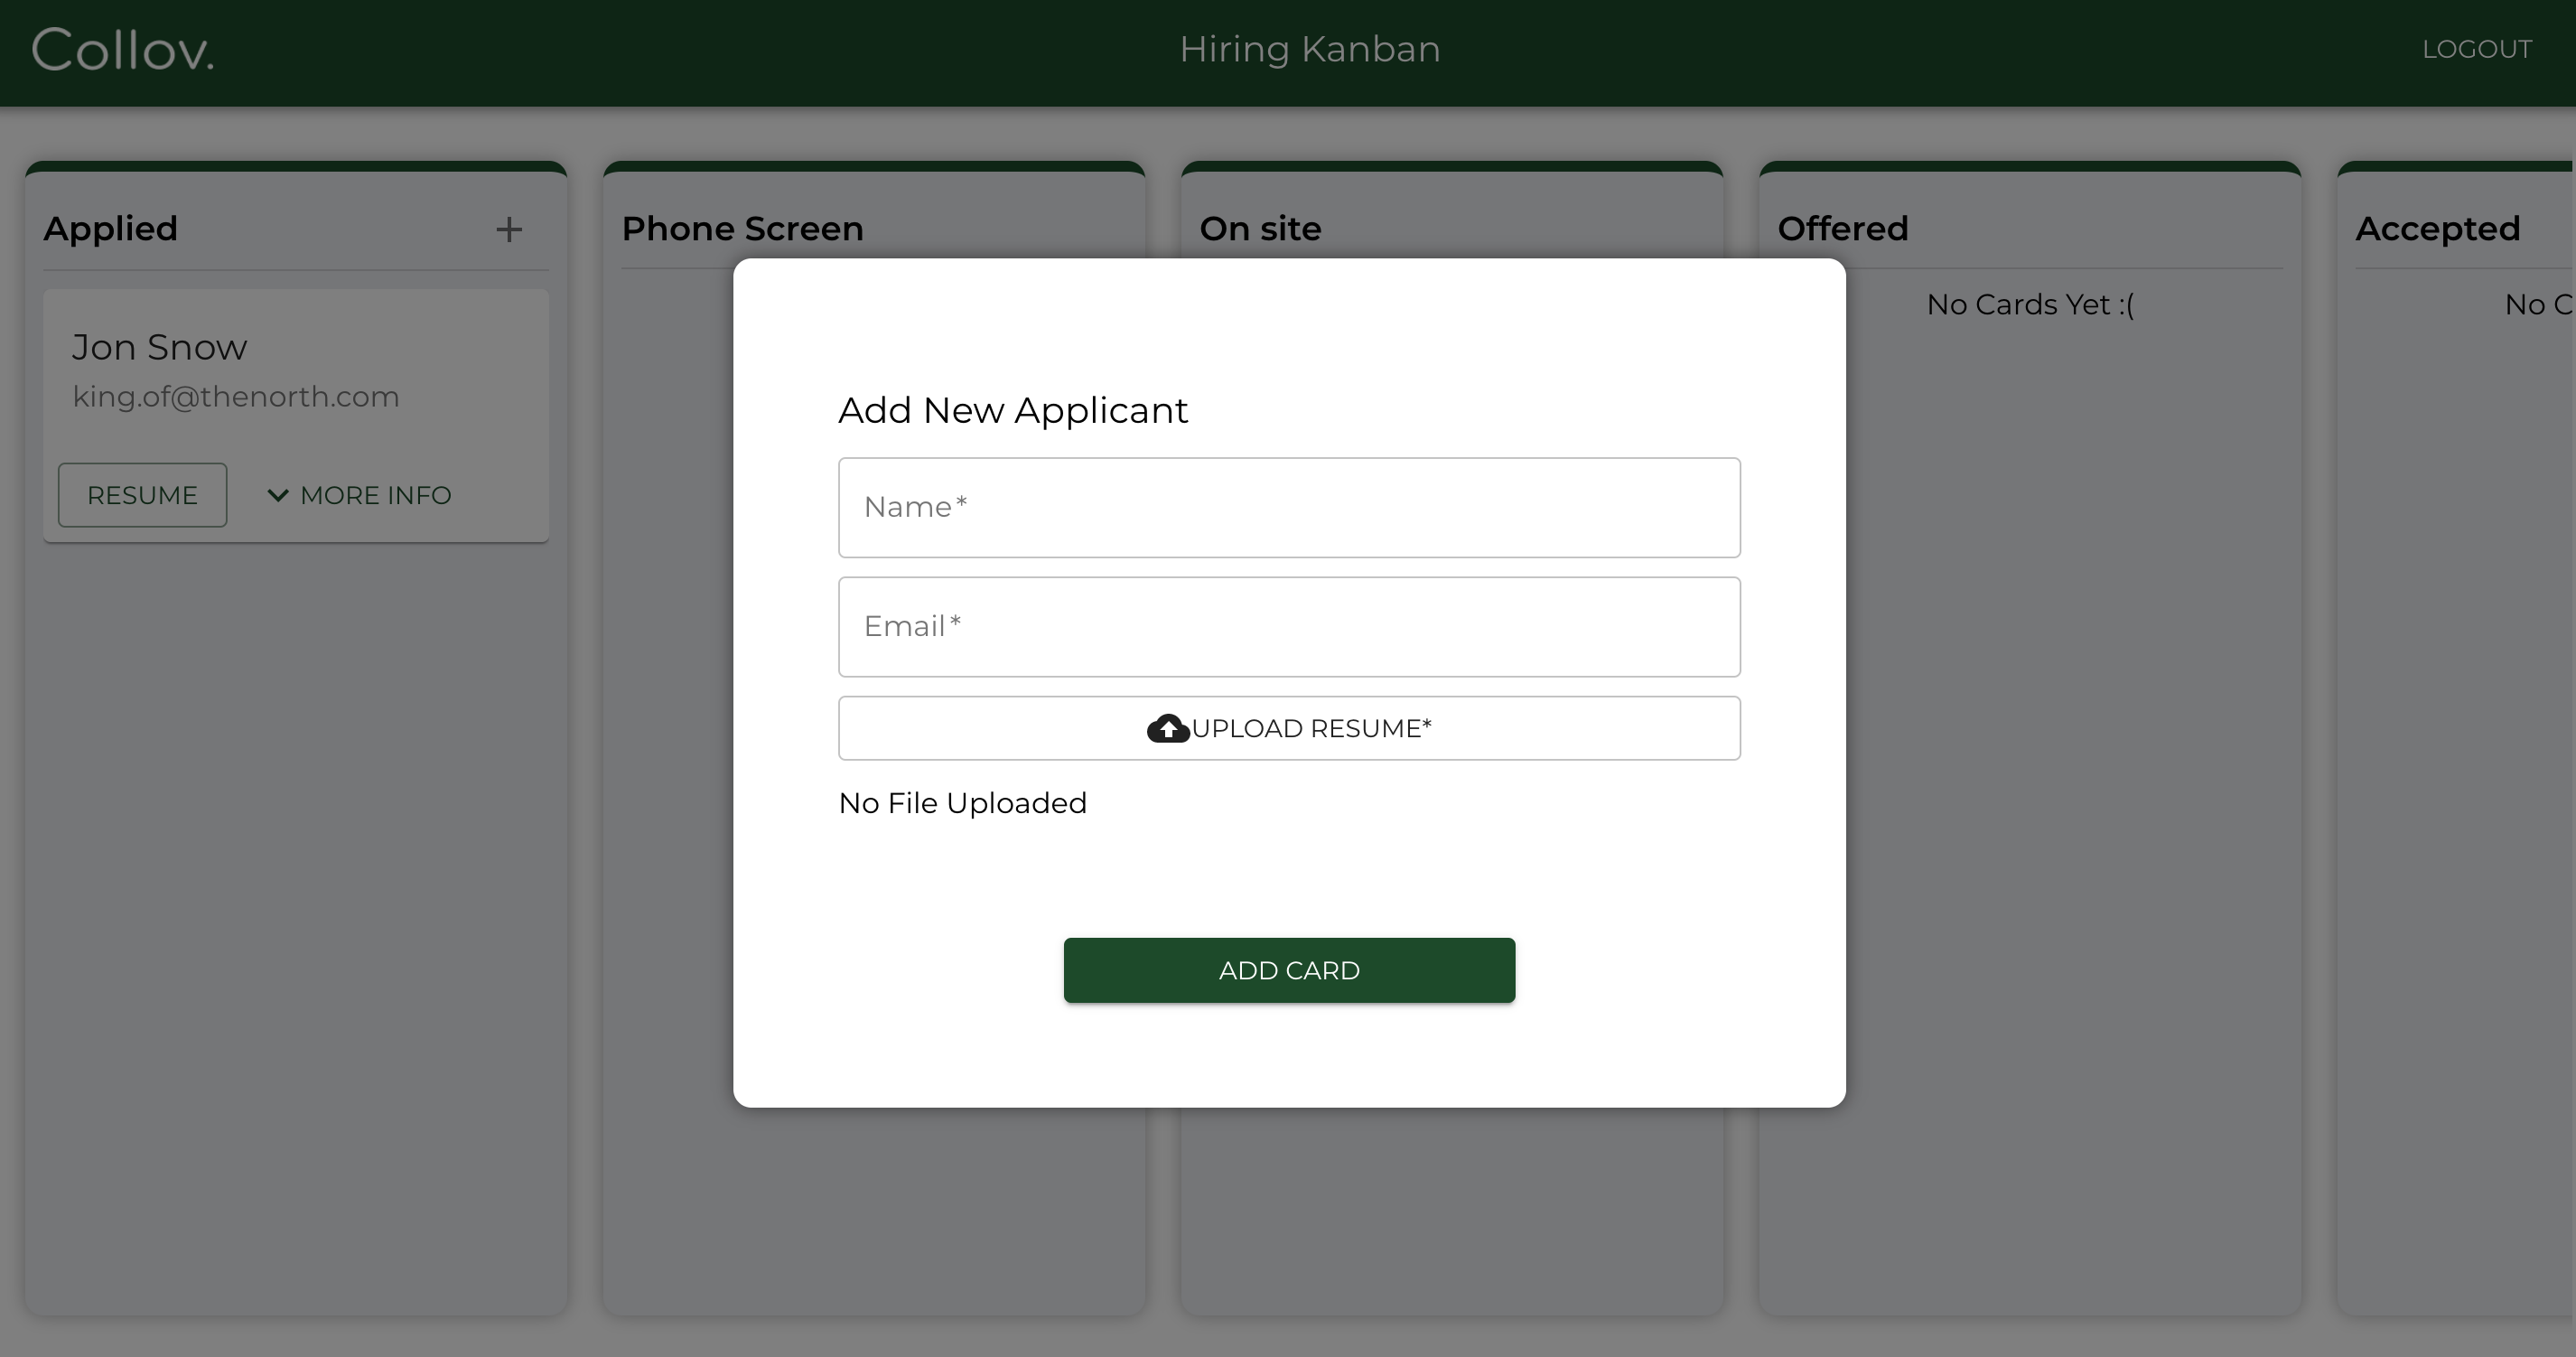 Collov.
Hiring Kanban
LOGOUT
Applied
Phone Screen
On site
Offered
Accepted
Jon Snow
king.of@thenorth.com
RESUME
MORE INFO
No Cards Yet :(
No C
Add New Applicant
Name *
Email *
UPLOAD RESUME*
No File Uploaded
ADD CARD